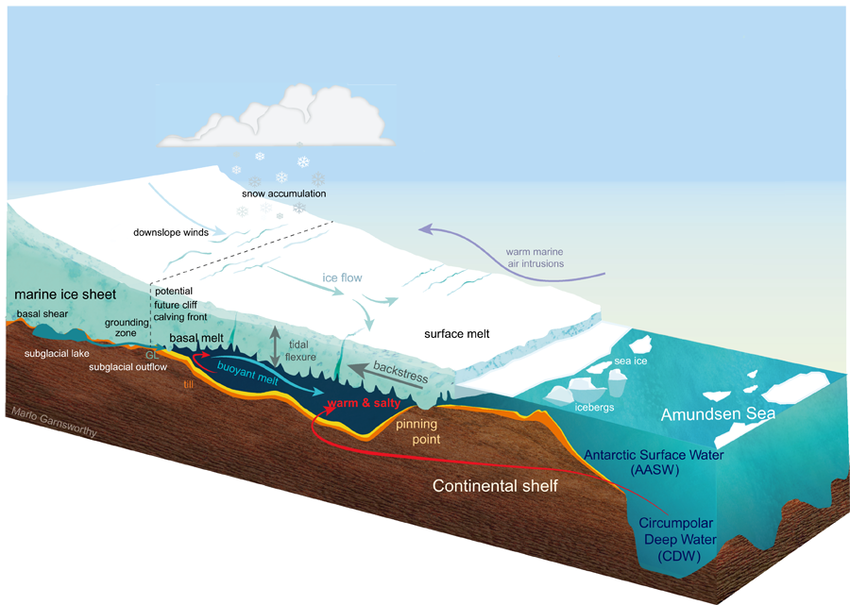 snow accumulation
downslope winds
warm marine
air intrusions
ice flow
marine ice sheet
potential
future cliff
calving front
basal shear
grounding
zone
basal melt
tidal
flexure
surface melt
subglacial lake
GL
subglacial outflow
buoyant melt
backstress
sea ice
icebergs
till
warm & salty
Amundsen Sea
Marlo Garnsworthy
pinning
point
Antarctic Surface Water
(AASW)
Continental shelf
Circumpolar
Deep Water
(CDW)